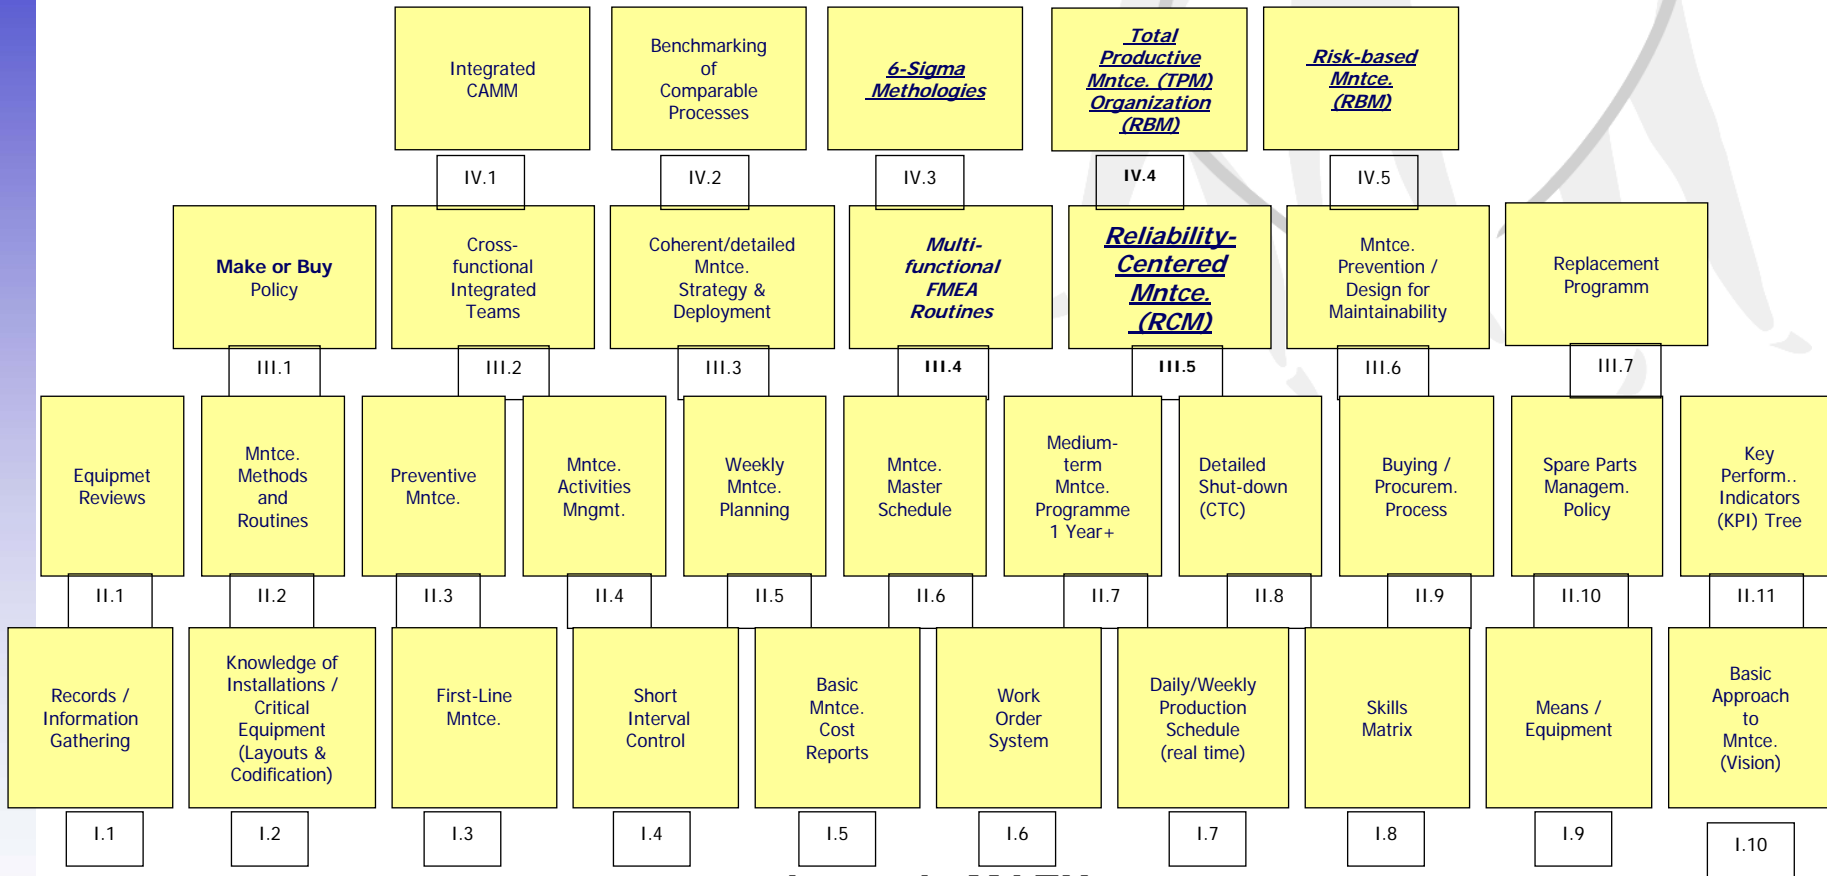 Integrated
CAMM
Benchmarking
of
Comparable
Processes
6-Sigma
Methologies
Total
Productive
Mntce. (TPM)
Organization
(RBM)
Risk-based
Mntce.
(RBM)
IV.1
IV.2
IV.3
IV.4
IV.5
Make or Buy
Policy
Cross-
functional
Integrated
Teams
Coherent/detailed
Mntce.
Strategy &
Deployment
Multi-
functional
FMEA
Routines
Reliability-
Centered
Mntce.
(RCM)
Mntce.
Prevention /
Design for
Maintainability
Replacement
Programm
III.1
III.2
III.3
III.4
III.5
III.6
III.7
Equipmet
Reviews
Mntce.
Methods
and
Routines
Preventive
Mntce.
Mntce.
Activities
Mngmt.
Weekly
Mntce.
Planning
Mntce.
Master
Schedule
Medium-
term
Mntce.
Programme
1 Year+
Detailed
Shut-down
(CTC)
Buying /
Procurem.
Process
Spare Parts
Managem.
Policy
Key
Perform..
Indicators
(KPI) Tree
II.1
II.2
II.3
II.4
II.5
II.6
II.7
II.8
II.9
II.10
II.11
Records /
Information
Gathering
Knowledge of
Installations /
Critical
Equipment
(Layouts &
Codification)
First-Line
Mntce.
Short
Interval
Control
Basic
Mntce.
Cost
Reports
Work
Order
System
Daily/Weekly
Production
Schedule
(real time)
Skills
Matrix
Means /
Equipment
Basic
Approach
to
Mntce.
(Vision)
I.1
I.2
I.3
I.4
I.5
I.6
I.7
I.8
I.9
I.10